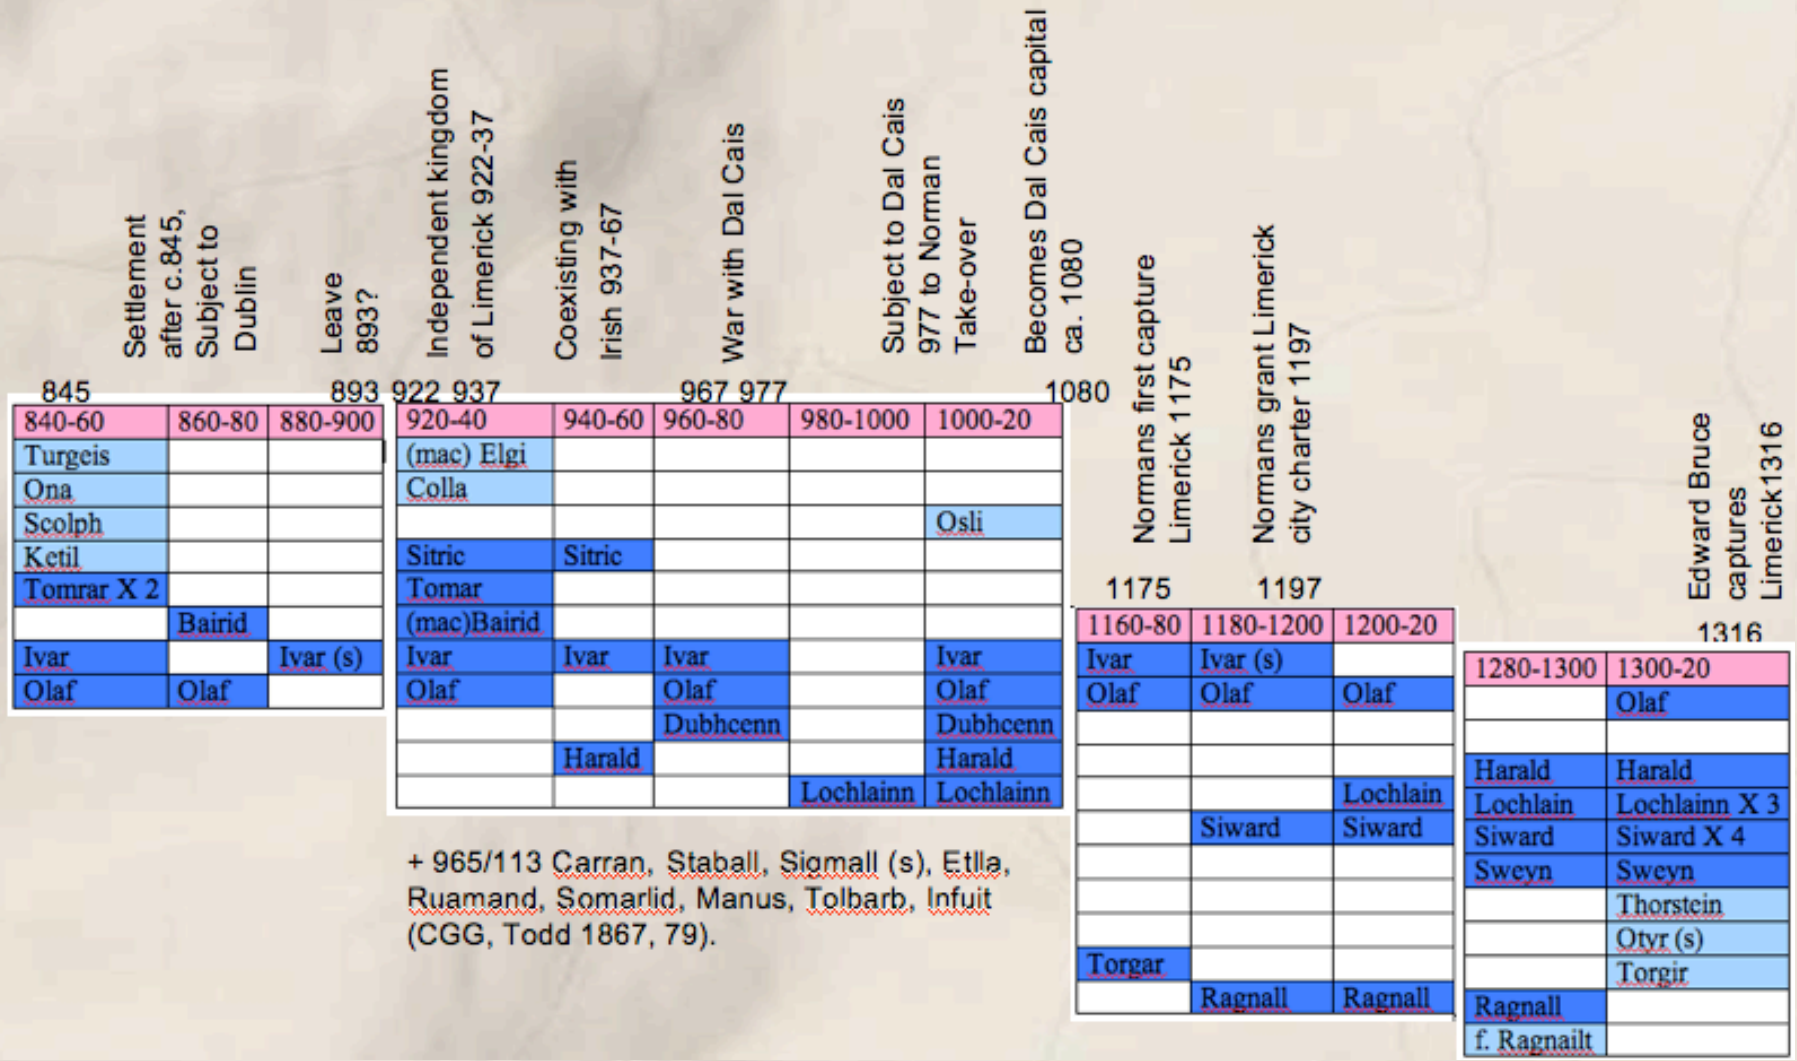 Settlement
after c.845,
Subject to
Dublin
Leave
893?
Independent kingdom
of Limerick 922-37
Coexisting with
Irish 937-67
War with Dal Cais
Subject to Dal Cais
977 to Norman
Take-over
Becomes Dal Cais capital
ca. 1080
Normans first capture
Limerick 1175
Normans grant Limerick
city charter 1197
Edward Bruce
captures
Limerick1316
845 893 922 937 967 977 1080
840-60 860-80 880-900
Turgeis
Ona
Scolph
Ketil
Tomrar X 2
Bairid
Ivar Ivar (s)
Olaf Olaf
920-40 940-60 960-80 980-1000 1000-20
(mac) Elgi
Colla
Osli
Sitric Sitric
Tomar
(mac)Bairid
Ivar Ivar Ivar Ivar
Olaf Olaf Olaf
Dubhcenn Dubhcenn
Harald Harald
Lochlainn Lochlainn
+ 965/113 Carran, Staball, Sigmall (s), Etlla,
Ruamand, Somarlid, Manus, Tolbarb, Infuit
(CGG, Todd 1867, 79).
1175 1197
1160-80 1180-1200 1200-20
Ivar Ivar (s)
Olaf Olaf Olaf
Lochlain
Siward Siward
Torgar
Ragnall Ragnall
1316
1280-1300 1300-20
Olaf
Harald Harald
Lochlain Lochlainn X 3
Siward Siward X 4
Sweyn Sweyn
Thorstein
Otyr (s)
Torgir
Ragnall
f. Ragnailt